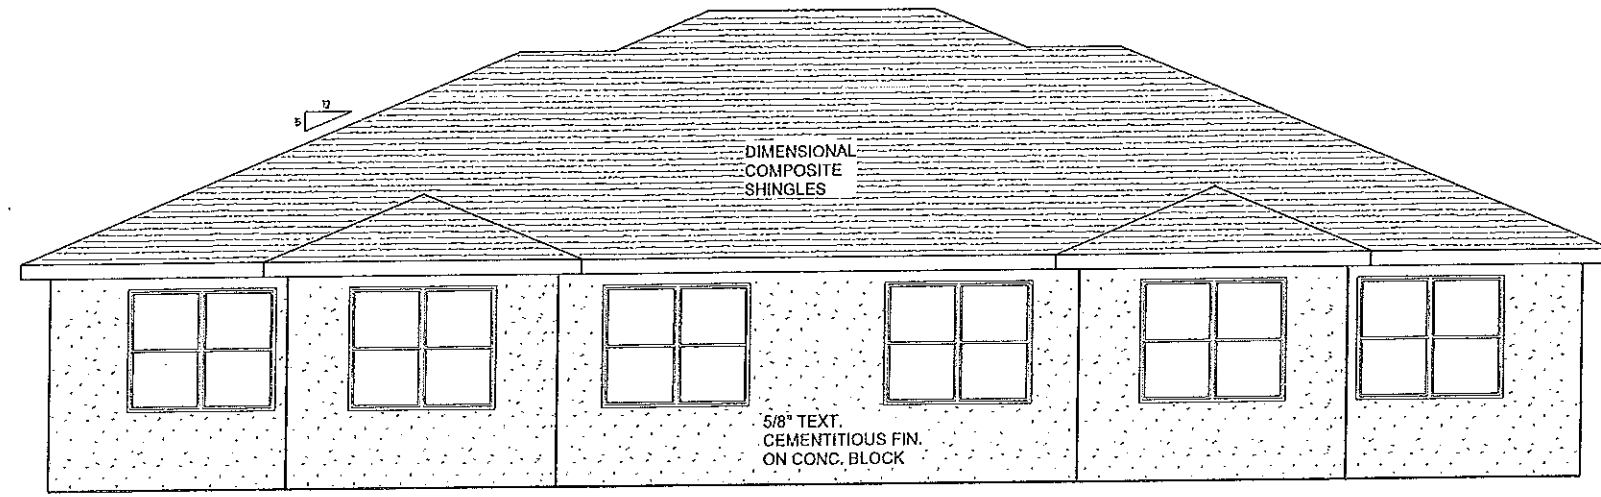 12
5
DIMENSIONAL
COMPOSITE
SHINGLES
5/8" TEXT.
CEMENTITIOUS FIN.
ON CONC. BLOCK